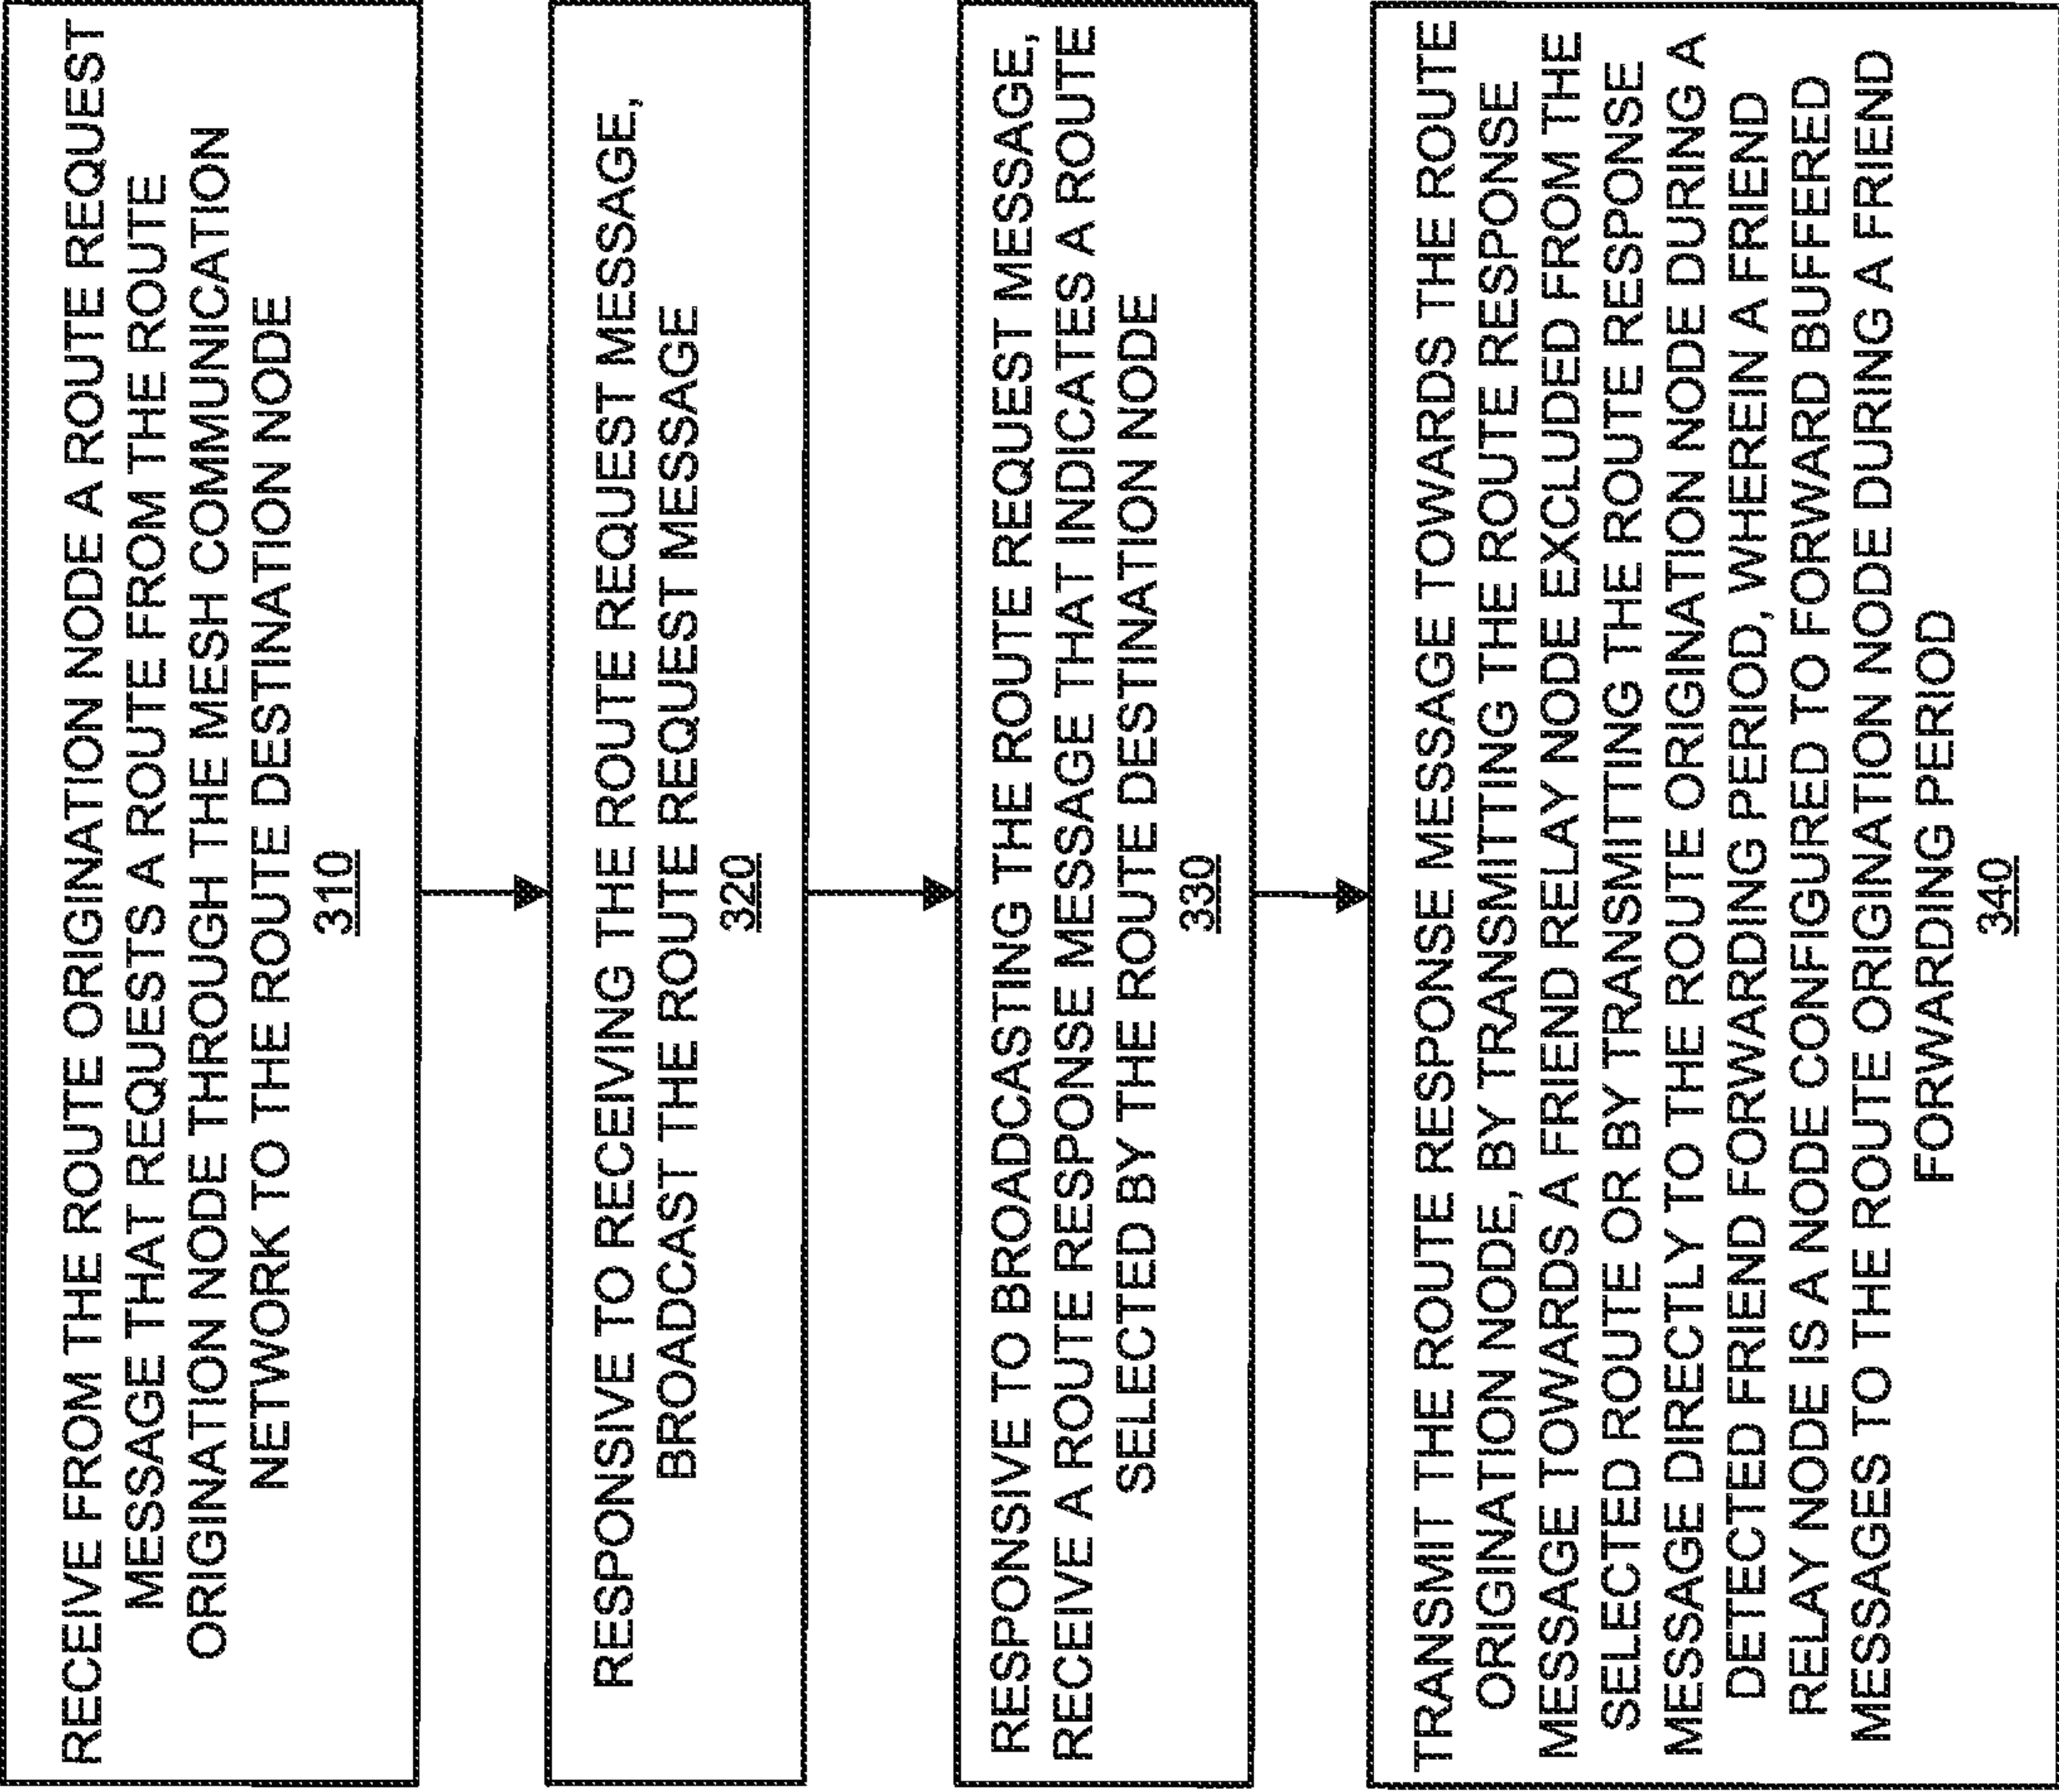 RECEIVE FROM THE ROUTE ORIGINATION NODE A ROUTE REQUEST
MESSAGE THAT REQUESTS A ROUTE FROM THE ROUTE
ORIGINATION NODE THROUGH THE MESH COMMUNICATION
NETWORK TO THE ROUTE DESTINATION NODE
310
RESPONSIVE TO RECEIVING THE ROUTE REQUEST MESSAGE,
BROADCAST THE ROUTE REQUEST MESSAGE
320
RESPONSIVE TO BROADCASTING THE ROUTE REQUEST MESSAGE,
RECEIVE A ROUTE RESPONSE MESSAGE THAT INDICATES A ROUTE
SELECTED BY THE ROUTE DESTINATION NODE
330
TRANSMIT THE ROUTE RESPONSE MESSAGE TOWARDS THE ROUTE
ORIGINATION NODE, BY TRANSMITTING THE ROUTE RESPONSE
MESSAGE TOWARDS A FRIEND RELAY NODE EXCLUDED FROM THE
SELECTED ROUTE OR BY TRANSMITTING THE ROUTE RESPONSE
MESSAGE DIRECTLY TO THE ROUTE ORIGINATION NODE DURING A
DETECTED FRIEND FORWARDING PERIOD, WHEREIN A FRIEND
RELAY NODE IS A NODE CONFIGURED TO FORWARD BUFFERED
MESSAGES TO THE ROUTE ORIGINATION NODE DURING A FRIEND
FORWARDING PERIOD
340